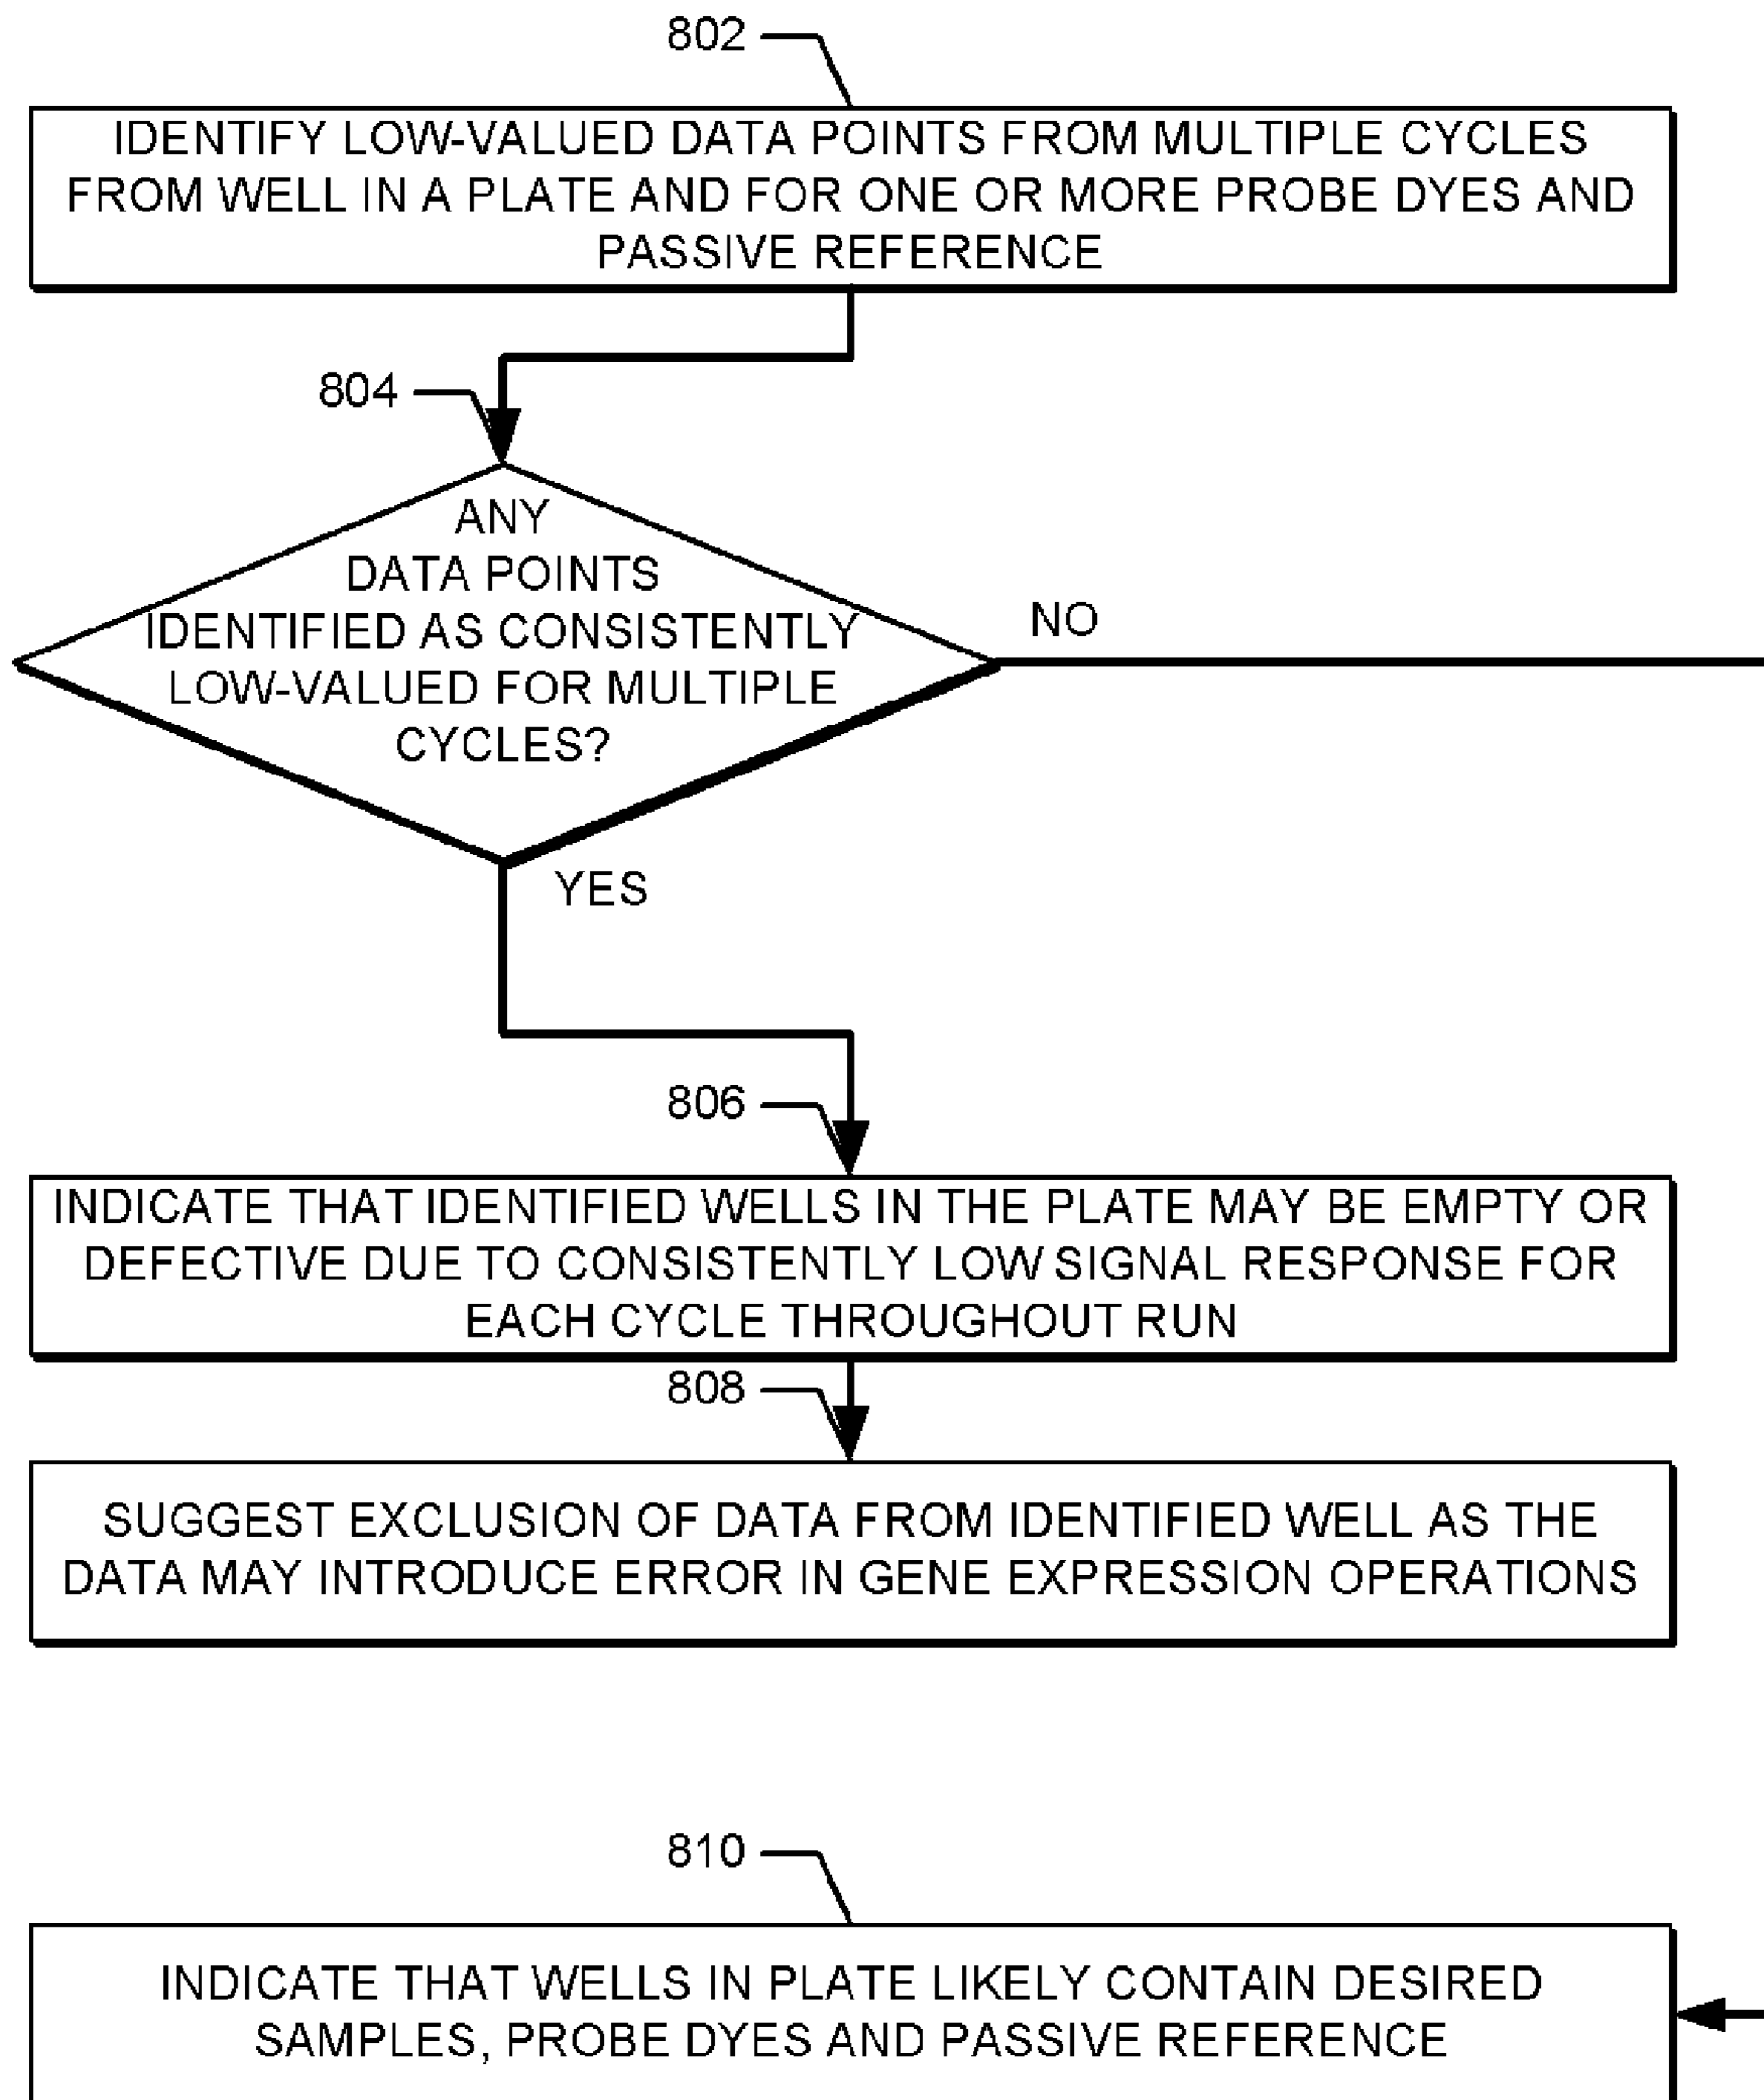 802
IDENTIFY LOW-VALUED DATA POINTS FROM MULTIPLE CYCLES
FROM WELL IN A PLATE AND FOR ONE OR MORE PROBE DYES AND
PASSIVE REFERENCE
804
ANY
DATA POINTS
IDENTIFIED AS CONSISTENTLY
LOW-VALUED FOR MULTIPLE
CYCLES?
NO
YES
806
INDICATE THAT IDENTIFIED WELLS IN THE PLATE MAY BE EMPTY OR
DEFECTIVE DUE TO CONSISTENTLY LOW SIGNAL RESPONSE FOR
EACH CYCLE THROUGHOUT RUN
808
SUGGEST EXCLUSION OF DATA FROM IDENTIFIED WELL AS THE
DATA MAY INTRODUCE ERROR IN GENE EXPRESSION OPERATIONS
810
INDICATE THAT WELLS IN PLATE LIKELY CONTAIN DESIRED
SAMPLES, PROBE DYES AND PASSIVE REFERENCE